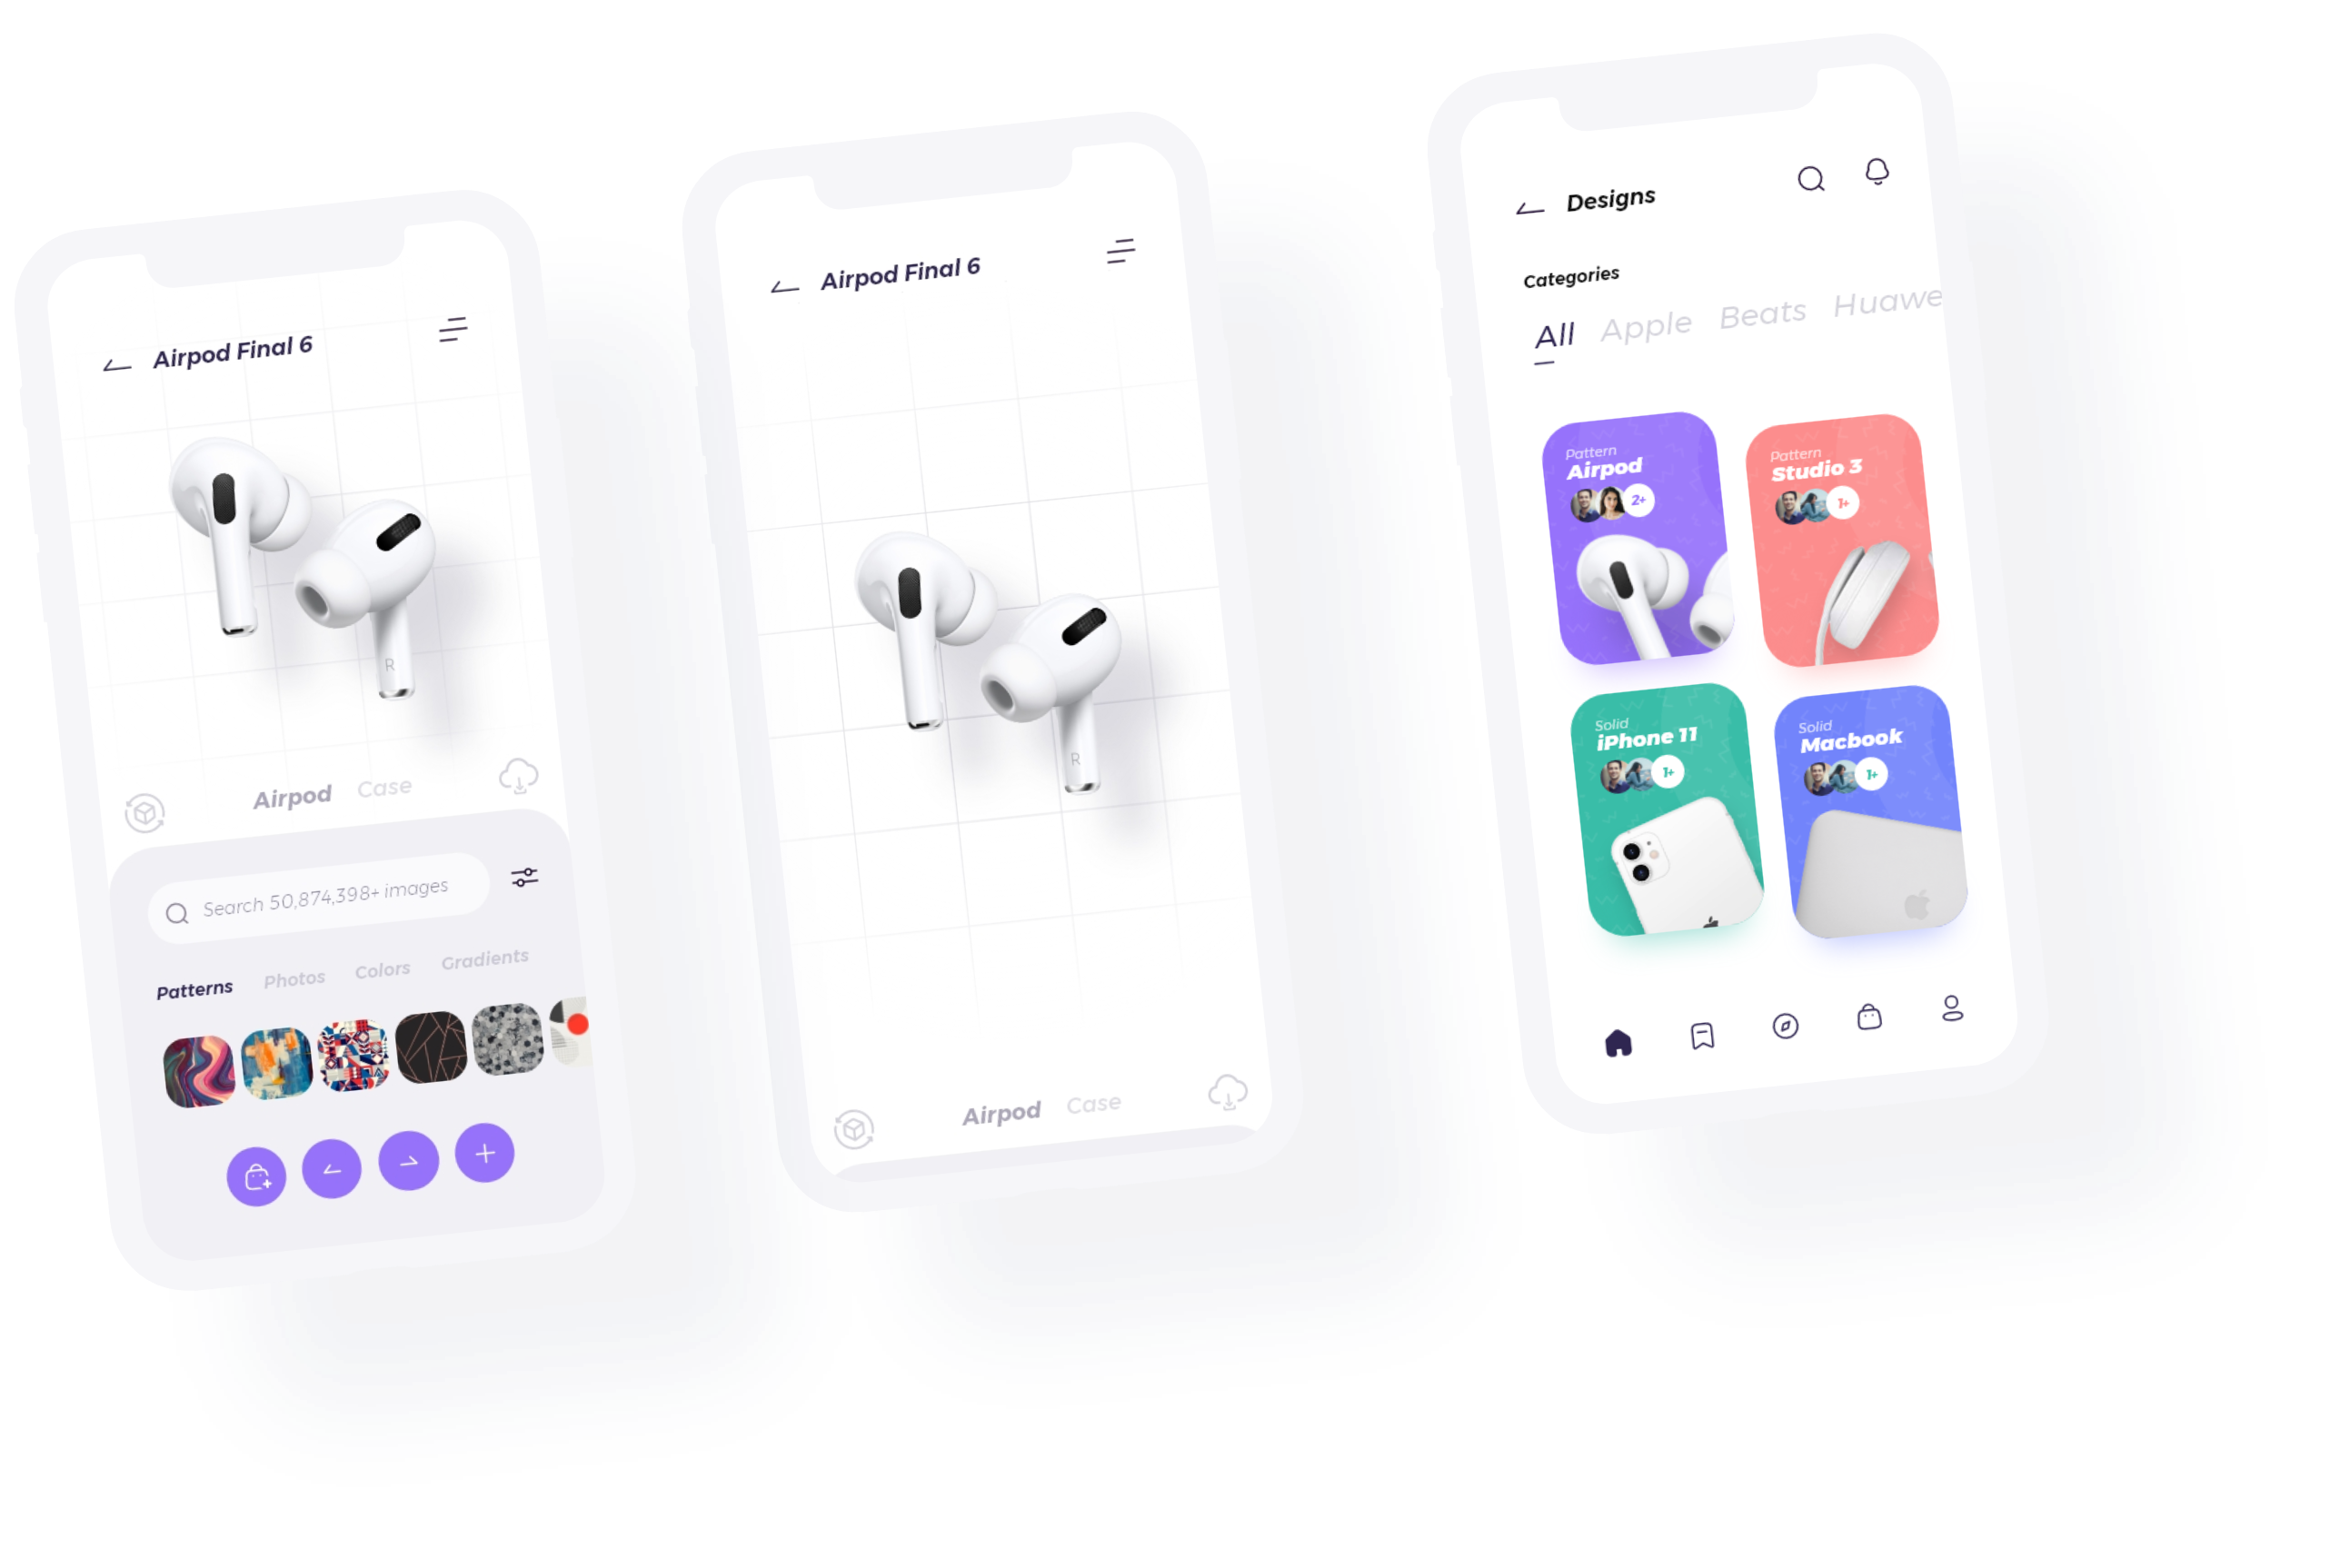 Airpod Final 6
R
Airpod Case
Search 50,874,398+ images
Patterns Photos Colors Gradients
Airpod Final 6
R
Airpod Case
Designs
Categories
All Apple Beats Huawe
Pattern
Airpod
2+
Pattern
Studio 3
1+
Solid
iPhone 11
1+
Solid
Macbook
1+